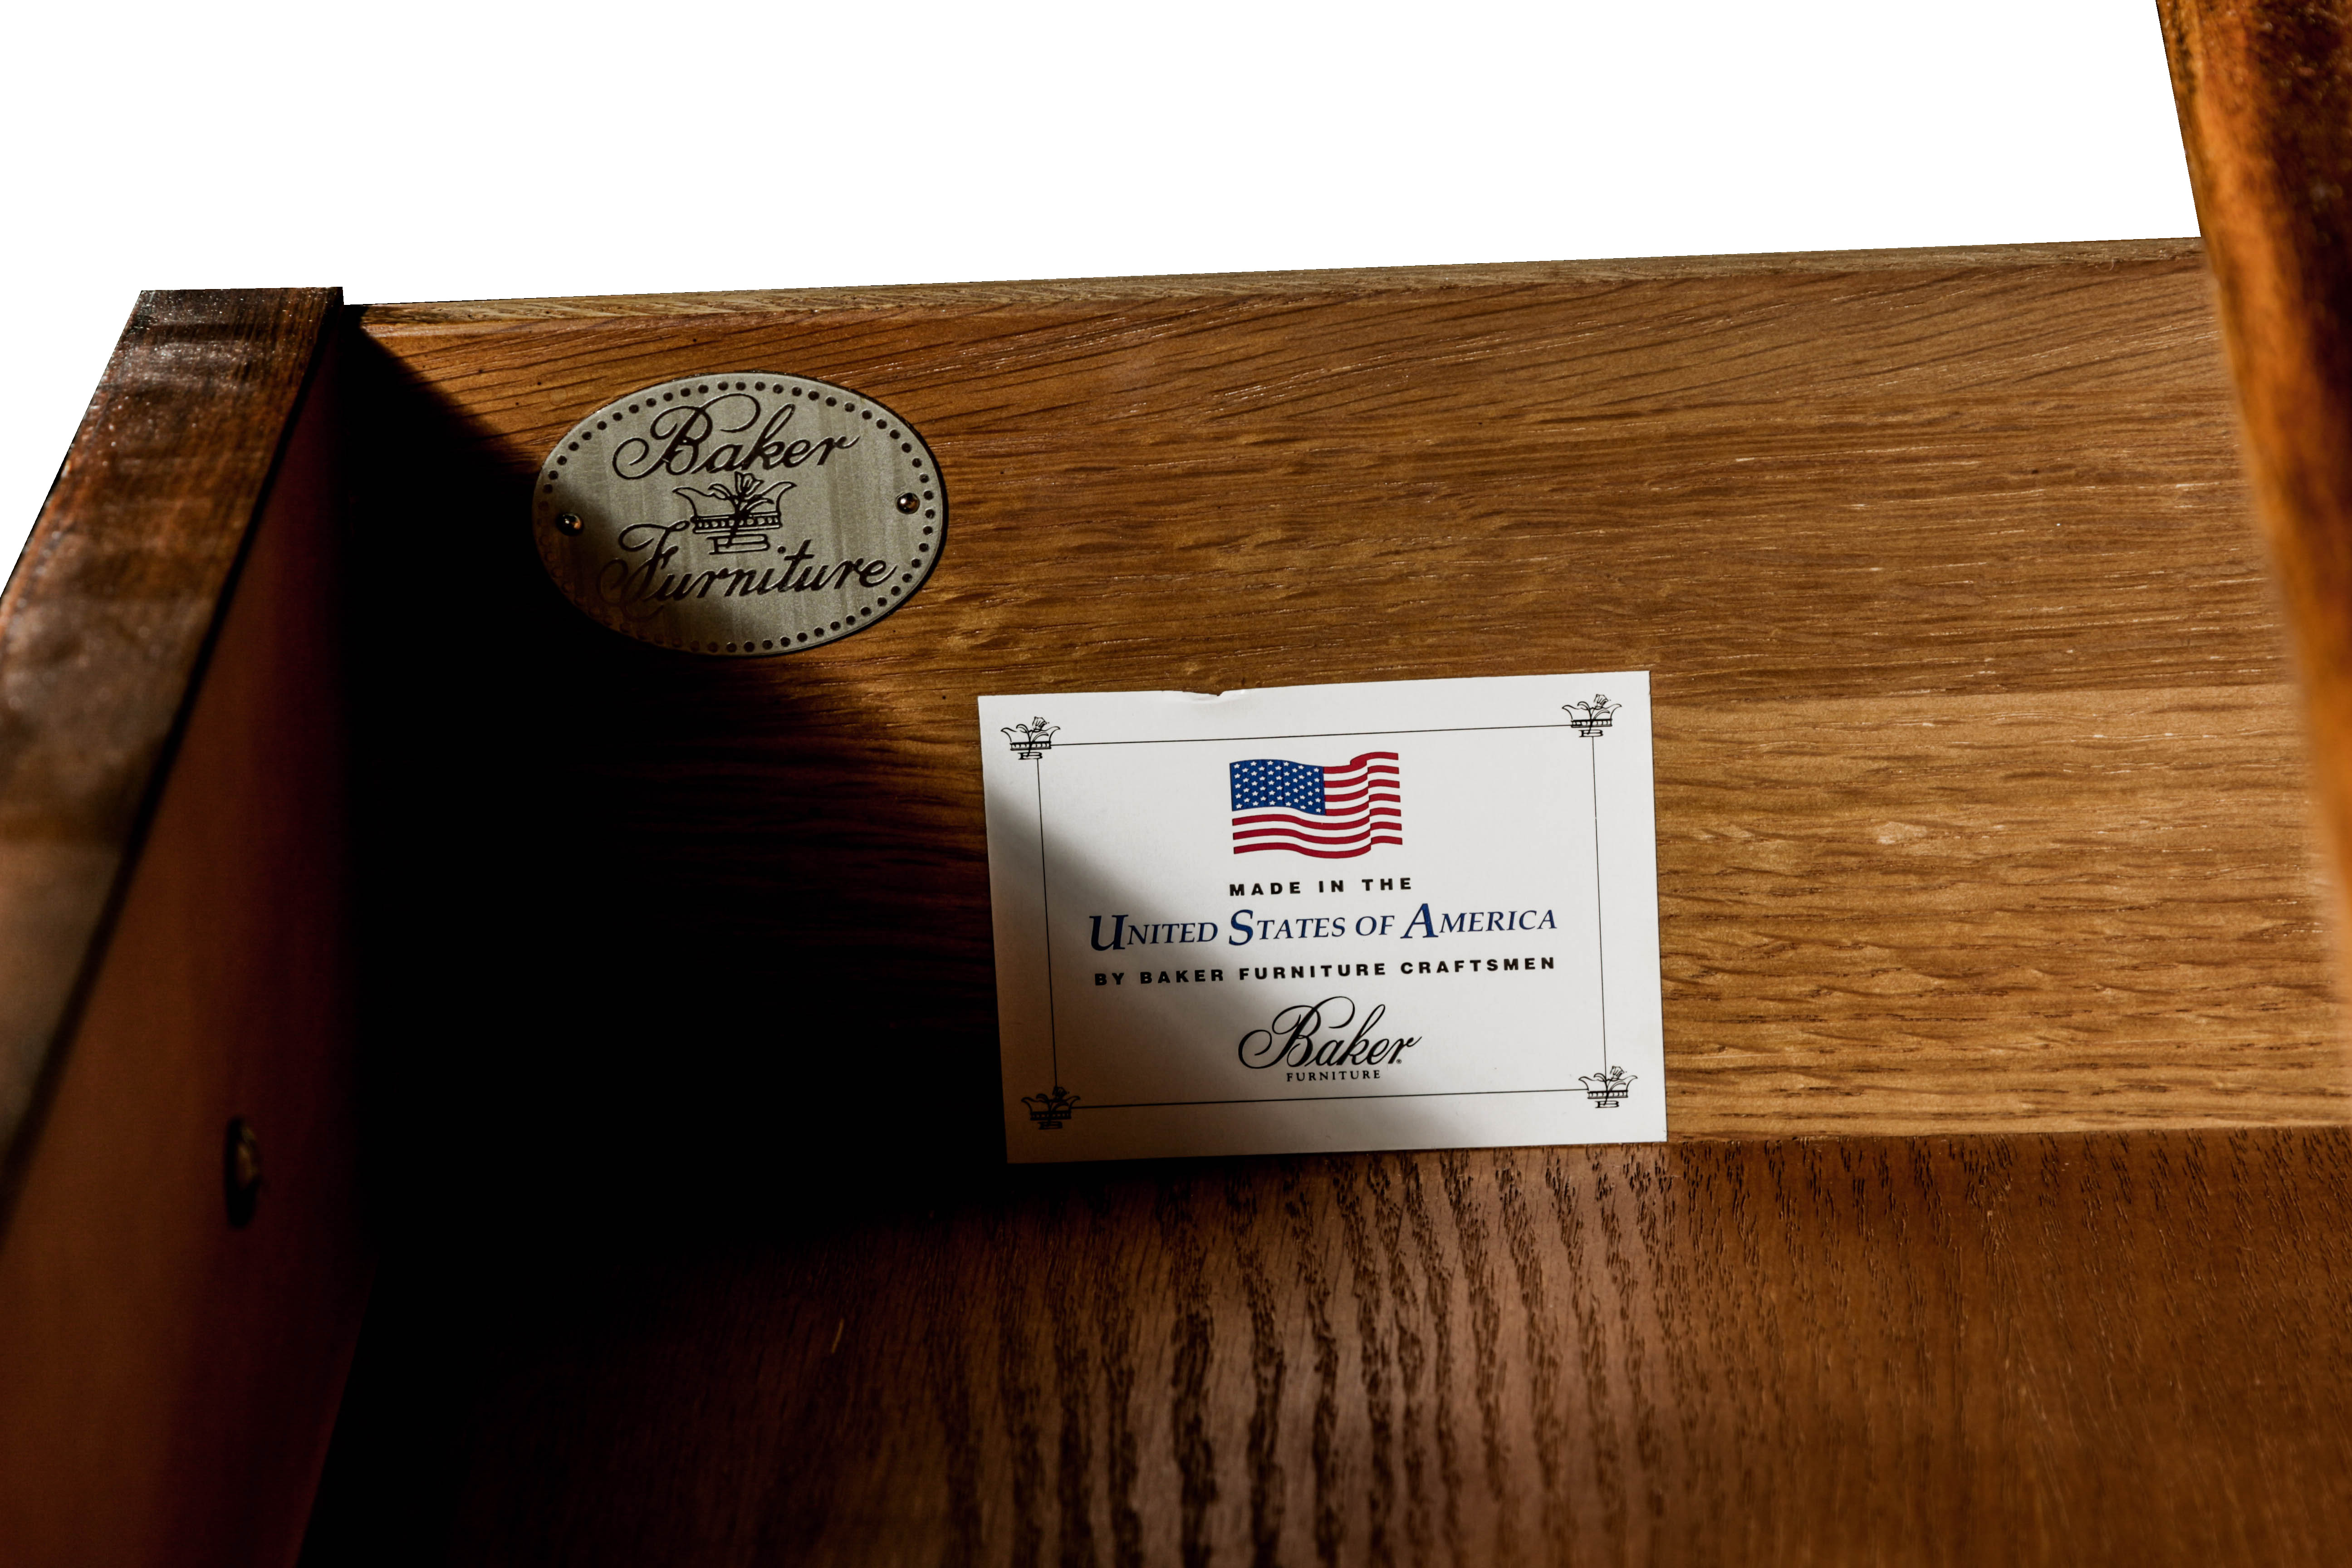 Baker
Furniture
MADE IN THE
UNITED STATES OF AMERICA
BY BAKER FURNITURE CRAFTSMEN
Baker®
FURNITURE